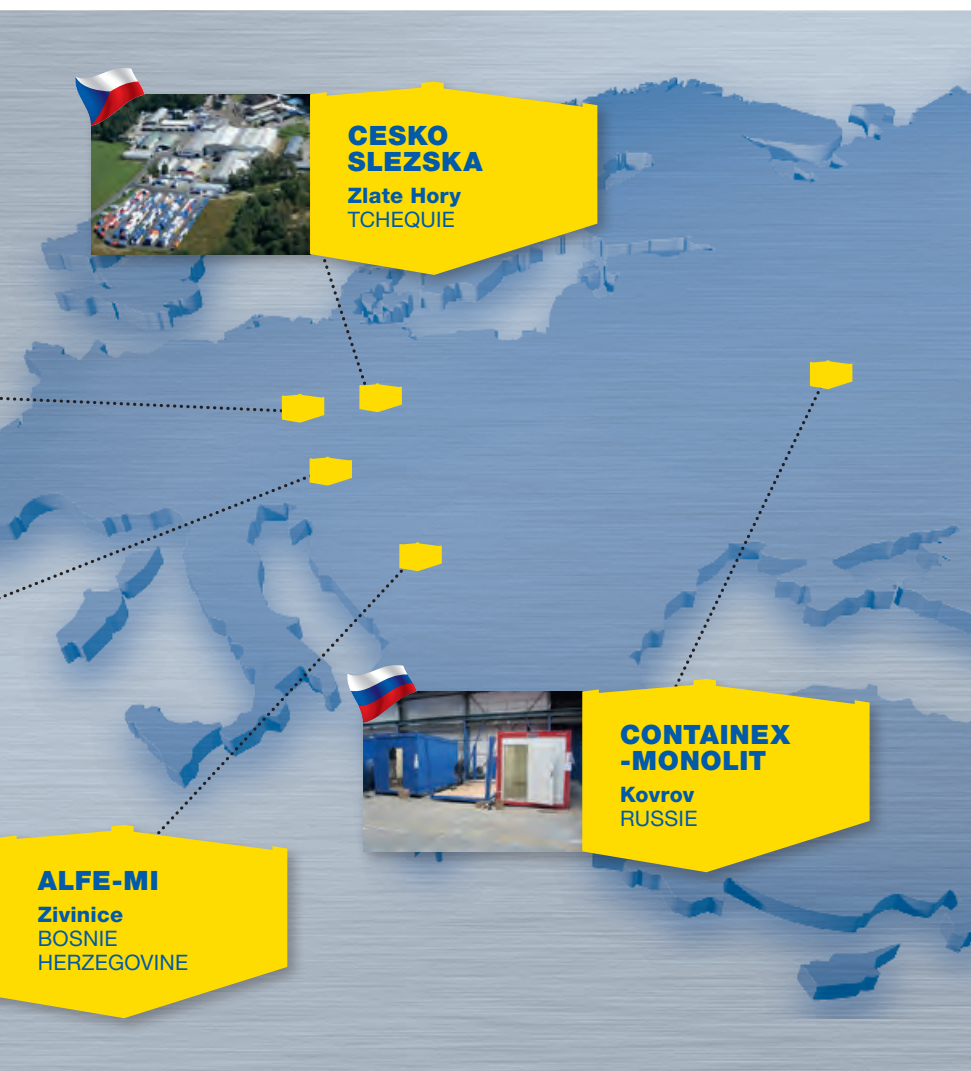 CESKO
SLEZSKA
Zlate Hory
TCHEQUIE
CONTAINEX
-MONOLIT
Kovrov
RUSSIE
ALFE-MI
Zivinice
BOSNIE
HERZEGOVINE